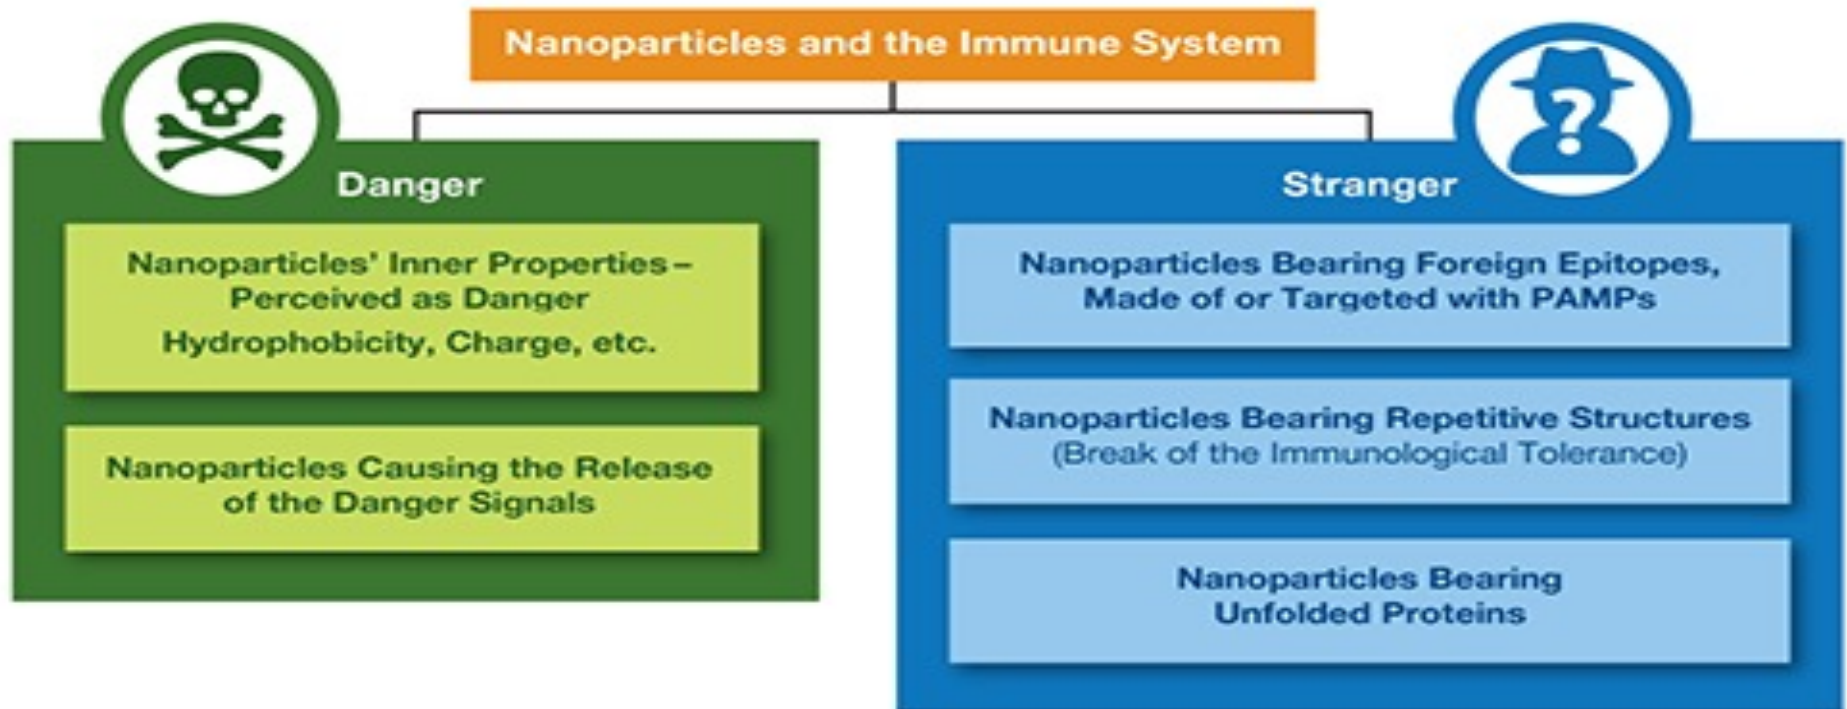 Nanoparticles and the Immune System
Danger
Nanoparticles' Inner Properties–
Perceived as Danger
Hydrophobicity, Charge, etc.
Nanoparticles Causing the Release
of the Danger Signals
?
Stranger
Nanoparticles Bearing Foreign Epitopes,
Made of or Targeted with PAMPs
Nanoparticles Bearing Repetitive Structures
(Break of the Immunological Tolerance)
Nanoparticles Bearing
Unfolded Proteins